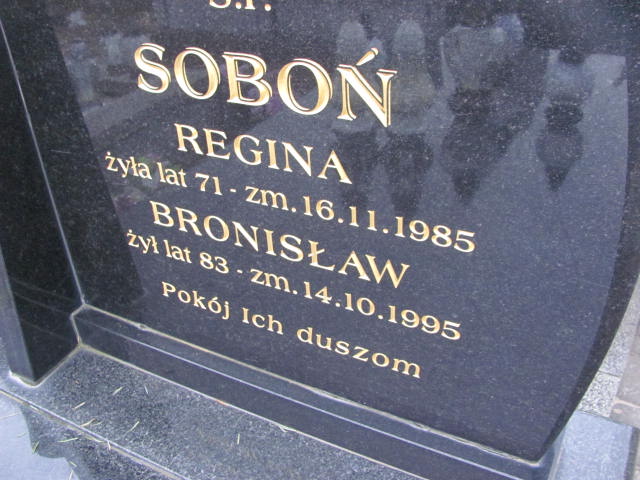 Ś.P.
SOBOŃ
REGINA
żyła lat 71 - zm. 16.11.1985
BRONISŁAW
żył lat 83 - zm. 14.10.1995
Pokój Ich duszom